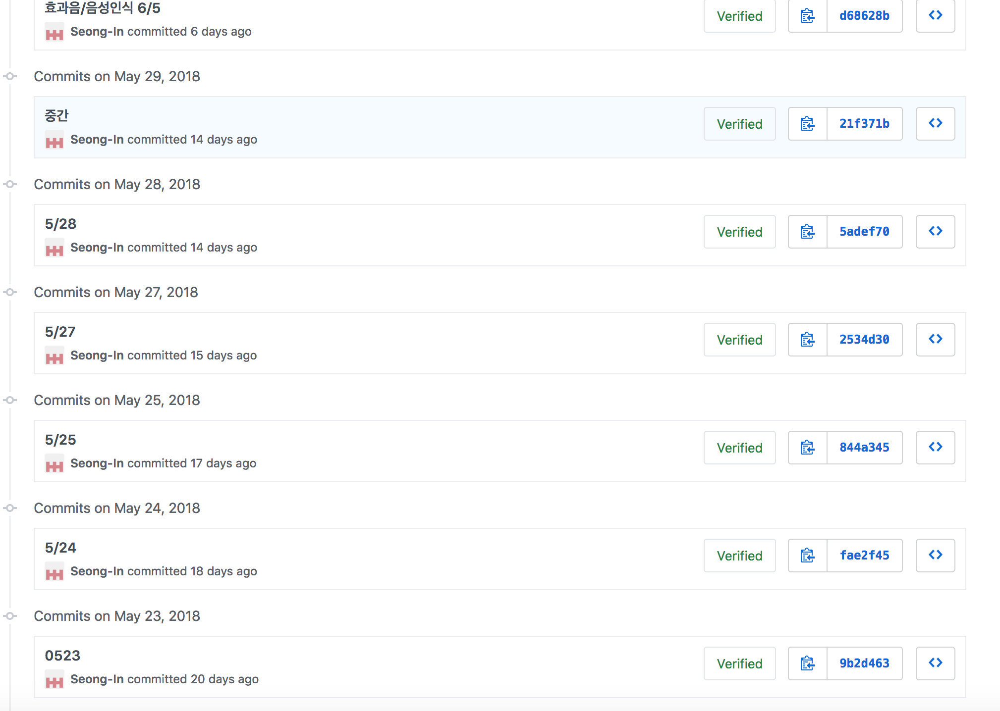 효과음/음성인식 6/5
Verified d68628b
Seong-In committed 6 days ago
Commits on May 29, 2018
중간
Verified 21f371b
Seong-In committed 14 days ago
Commits on May 28, 2018
5/28
Verified 5adef70
Seong-In committed 14 days ago
Commits on May 27, 2018
5/27
Verified 2534d30
Seong-In committed 15 days ago
Commits on May 25, 2018
5/25
Verified 844a345
Seong-In committed 17 days ago
Commits on May 24, 2018
5/24
Verified fae2f45
Seong-In committed 18 days ago
Commits on May 23, 2018
0523
Verified 9b2d463
Seong-In committed 20 days ago